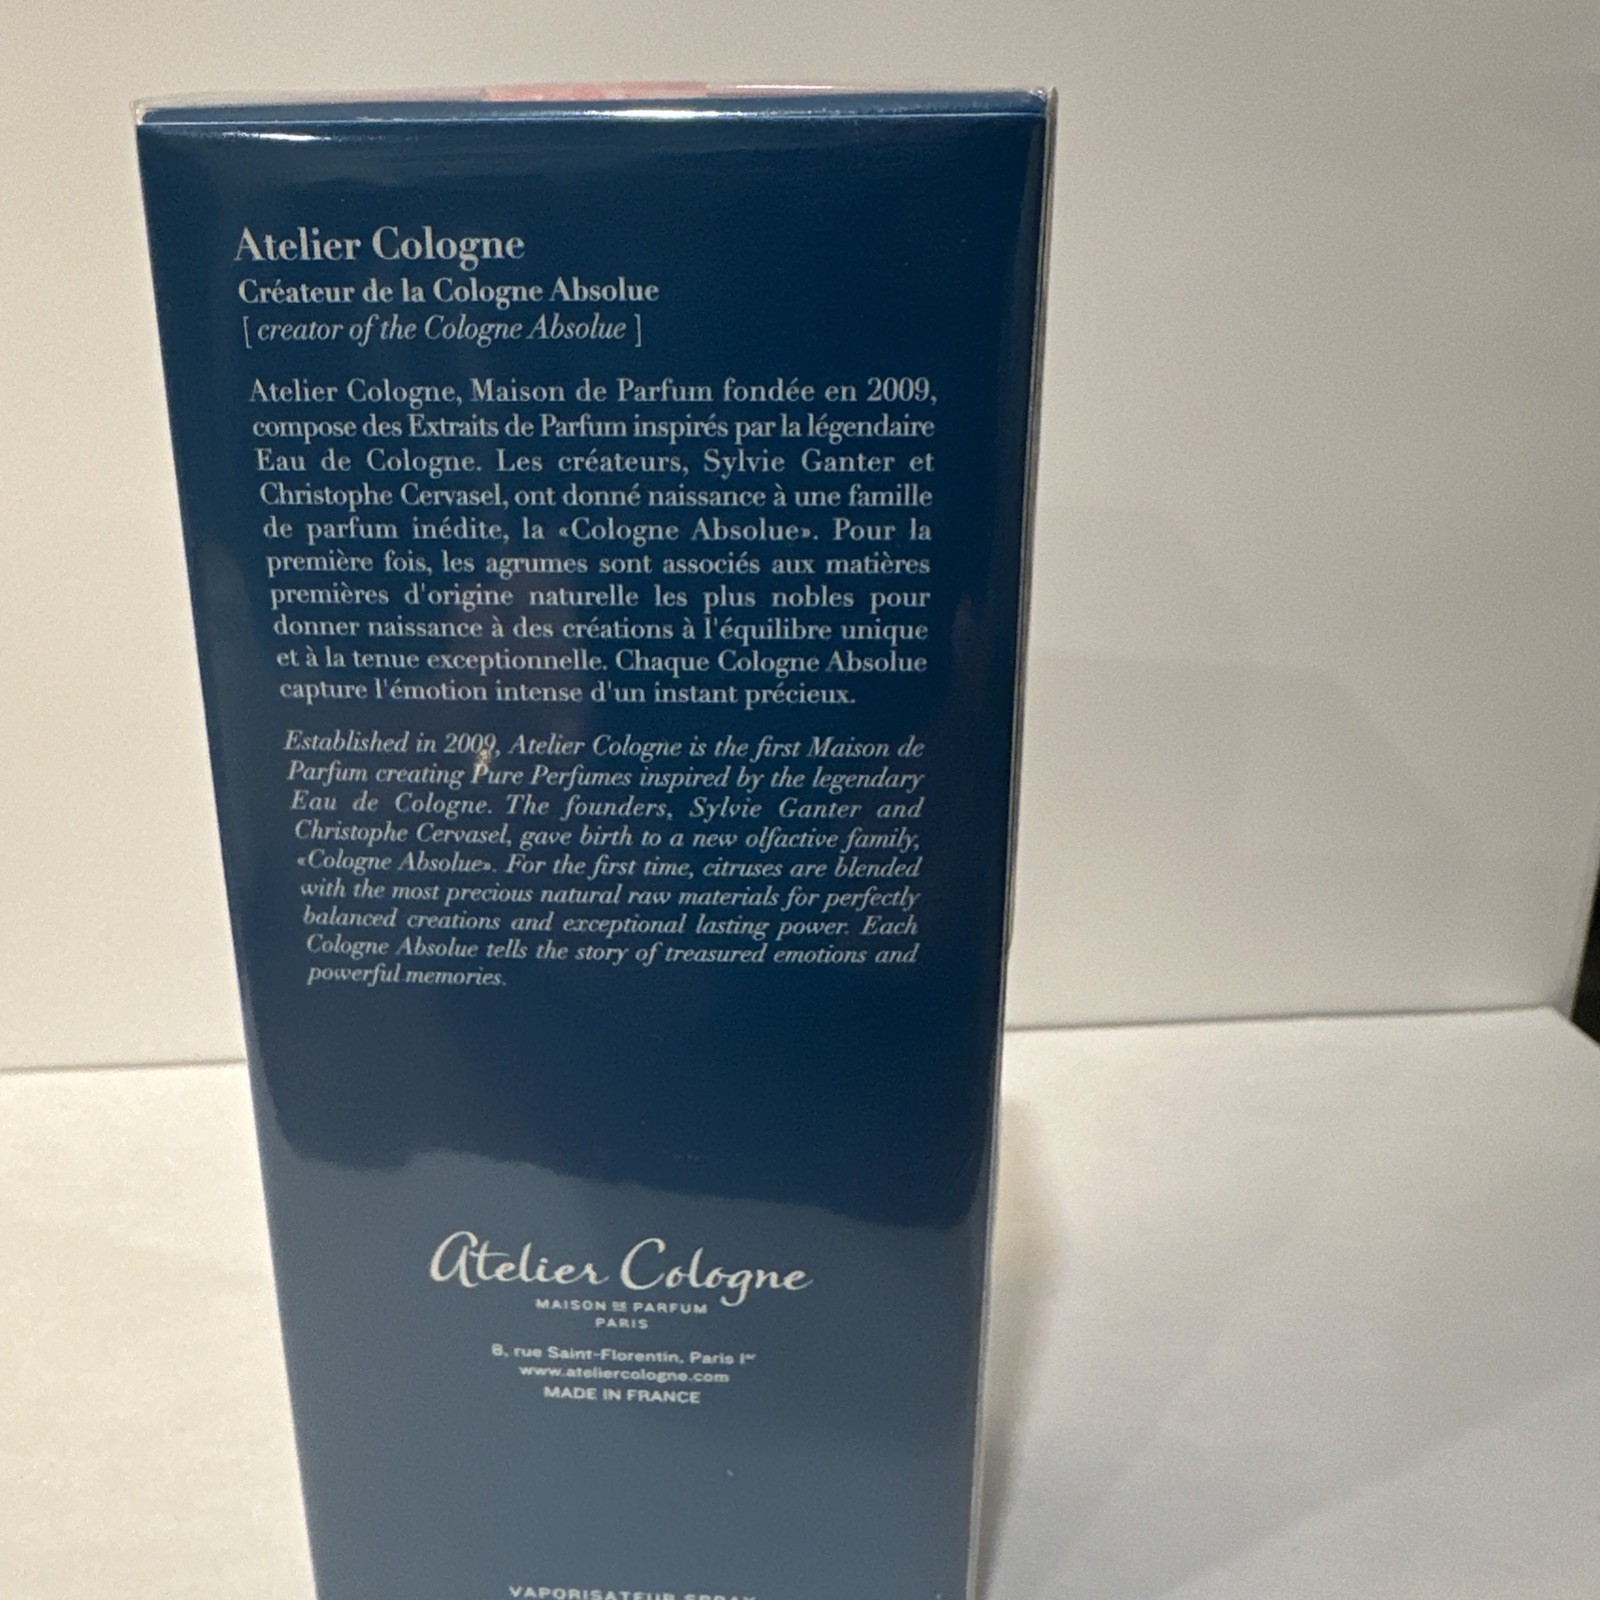 Atelier Cologne
Créateur de la Cologne Absolue
[ creator of the Cologne Absolue ]
Atelier Cologne, Maison de Parfum fondée en 2009,
compose des Extraits de Parfum inspirés par la légendaire
Eau de Cologne. Les créateurs, Sylvie Ganter et
Christophe Cervasel, ont donné naissance à une famille
de parfum inédite, la «Cologne Absolue». Pour la
première fois, les agrumes sont associés aux matières
premières d'origine naturelle les plus nobles pour
donner naissance à des créations à l'équilibre unique
et à la tenue exceptionnelle. Chaque Cologne Absolue
capture l'émotion intense d'un instant précieux.
Established in 2009, Atelier Cologne is the first Maison de
Parfum creating Pure Perfumes inspired by the legendary
Eau de Cologne. The founders, Sylvie Ganter and
Christophe Cervasel, gave birth to a new olfactive family,
«Cologne Absolue». For the first time, citruses are blended
with the most precious natural raw materials for perfectly
balanced creations and exceptional lasting power. Each
Cologne Absolue tells the story of treasured emotions and
powerful memories.
Atelier Cologne
MAISON DE PARFUM
PARIS
8, rue Saint-Florentin, Paris Ier
www.ateliercologne.com
MADE IN FRANCE
VAPORISATEUR SPRAY